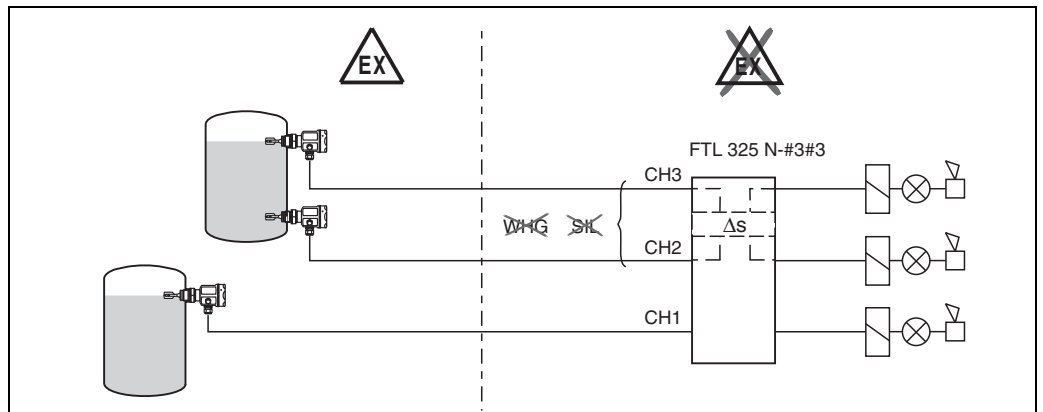 EX
EX
FTL 325 N-#3#3
CH3
WHG SIL
Δs
CH2
CH1